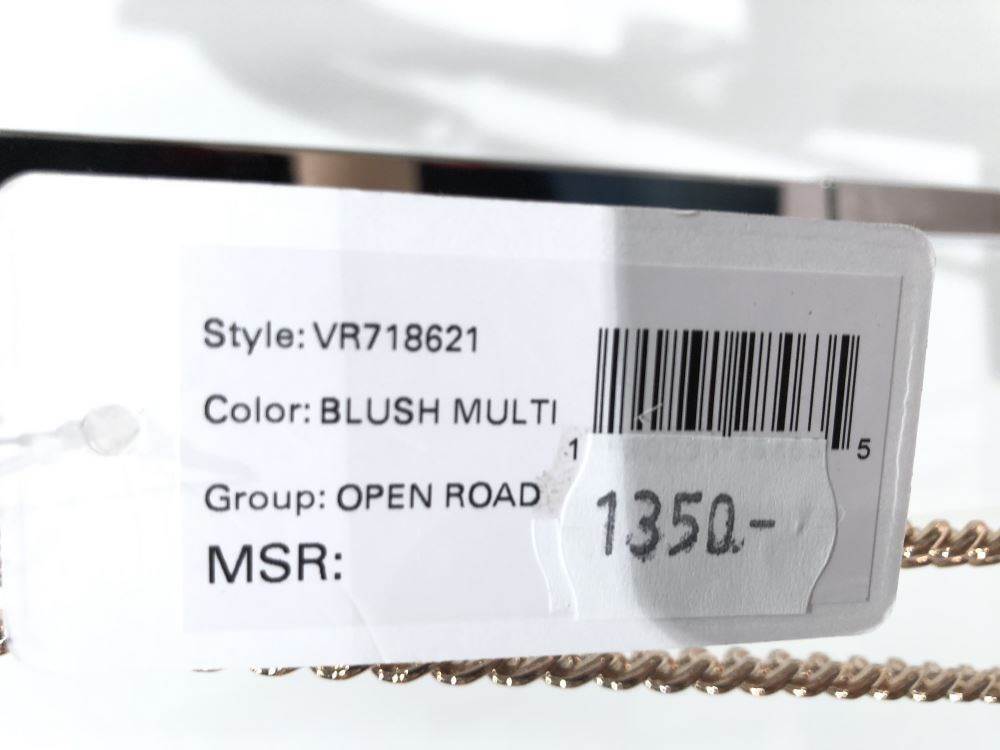 Style: VR718621
Color: BLUSH MULTI
Group: OPEN ROAD
MSR:
1 5
1350.-